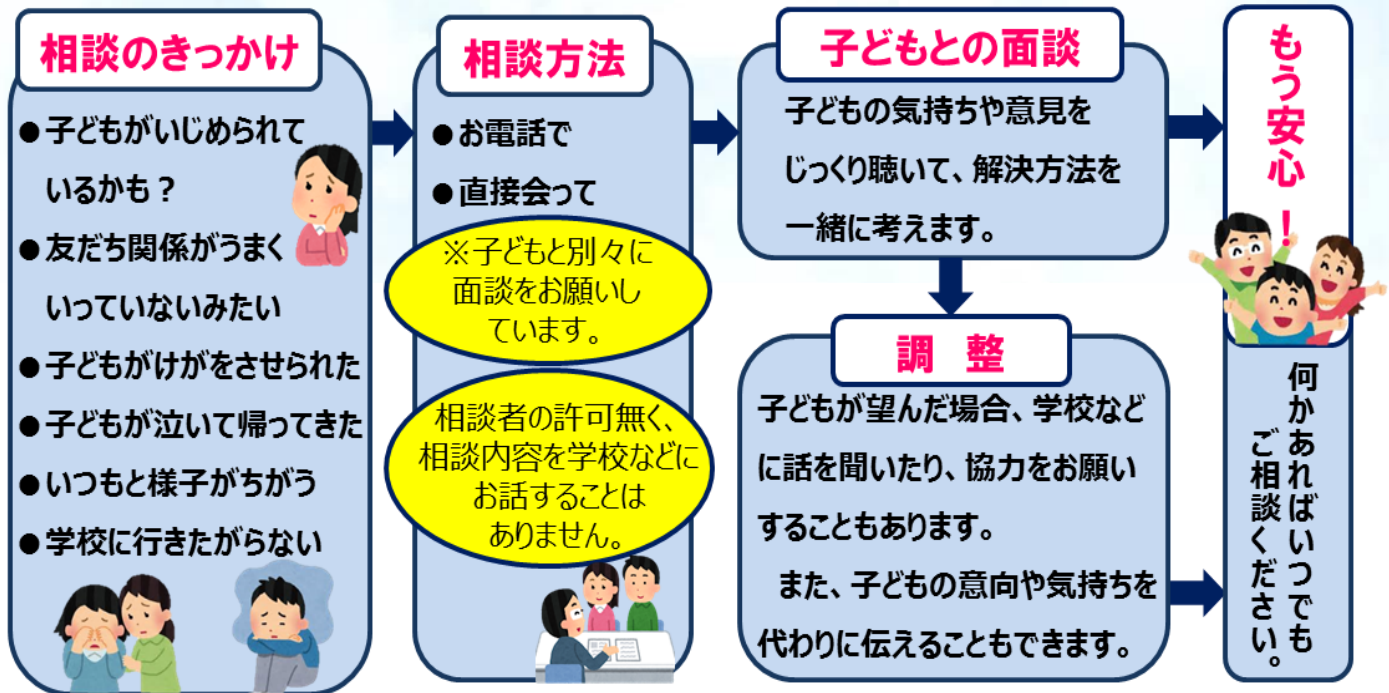 相談のきっかけ
●子どもがいじめられて
いるかも？
●友だち関係がうまく
いっていないみたい
●子どもがけがをさせられた
●子どもが泣いて帰ってきた
●いつもと様子がちがう
●学校に行きたがらない
相談方法
●お電話で
●直接会って
※子どもと別々に
面談をお願いし
ています。
相談者の許可無く、
相談内容を学校などに
お話することは
ありません。
子どもとの面談
子どもの気持ちや意見を
じっくり聴いて、解決方法を
一緒に考えます。
調 整
子どもが望んだ場合、学校など
に話を聞いたり、協力をお願い
することもあります。
また、子どもの意向や気持ちを
代わりに伝えることもできます。
もう安心！
何かあればいつでも
ご相談ください。